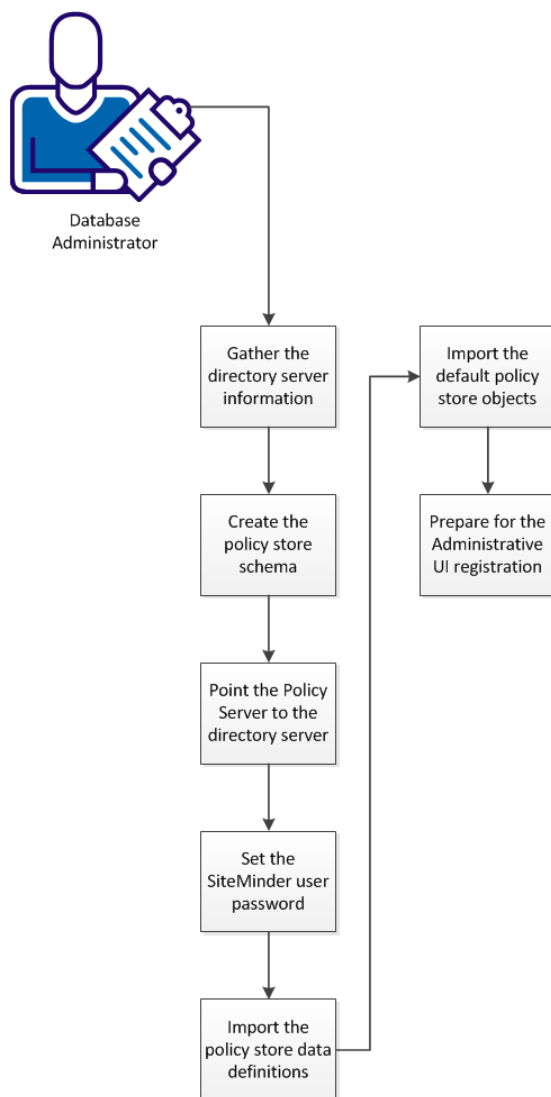 Database
Administrator
Gather the
directory server
information
Create the
policy store
schema
Point the Policy
Server to the
directory server
Set the
SiteMinder user
password
Import the
policy store data
definitions
Import the
default policy
store objects
Prepare for the
Administrative
UI registration